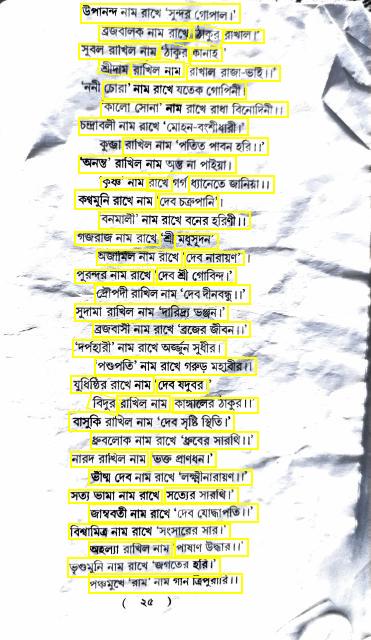 উপানন্দ নাম রাখে 'সুন্দর গোপাল।'
ব্রজবালক নাম রাখে 'ঠাকুর রাখাল।'
সুবল রাখিল নাম 'ঠাকুর কানাই'
শ্রীদাম রাখিল নাম 'রাখাল রাজা-ভাই।।'
'ননী চোরা' নাম রাখে যতেক গোপিনী।
'কালো সোনা' নাম রাখে রাধা বিনোদিনী।।
চন্দ্রাবলী নাম রাখে 'মোহন-বংশীধারী।'
কুব্জা রাখিল নাম 'পতিত পাবন হরি।।'
'অনন্ত' রাখিল নাম অন্ত না পাইয়া।
'কৃষ্ণ' নাম রাখে গর্গ ধ্যানেতে জানিয়া।।
কণ্বমুনি রাখে নাম 'দেব চক্রপাণি'।
বনমালী' নাম রাখে বনের হরিণী।।
গজরাজ নাম রাখে 'শ্রী মধুসূদন'
অজামিল নাম রাখে 'দেব নারায়ণ'।
পুরন্দর নাম রাখে 'দেব শ্রী গোবিন্দ।'
দ্রৌপদী রাখিল নাম 'দেব দীনবন্ধু।।'
সুদামা রাখিল নাম 'দারিদ্র্য ভঞ্জন।'
ব্রজবাসী নাম রাখে 'ব্রজের জীবন।।'
'দর্পহারী' নাম রাখে অর্জ্জুন সুধীর।
'পশুপতি' নাম রাখে গরুড় মহাবীর।।
যুধিষ্ঠির রাখে নাম 'দেব যদুবর'
বিদুর রাখিল নাম 'কাঙ্গালের ঠাকুর।।'
বাসুকি রাখিল নাম 'দেব সৃষ্টি স্থিতি।'
ধ্রুবলোক নাম রাখে 'ধ্রুবের সারথি।।'
নারদ রাখিল নাম 'ভক্ত প্রাণধন।'
ভীষ্ম দেব নাম রাখে 'লক্ষ্মীনারায়ণ।।'
সত্য ভামা নাম রাখে 'সত্যের সারথি।'
জাম্ববতী নাম রাখে 'দেব যোদ্ধাপতি।।'
বিশ্বামিত্র নাম রাখে 'সংসারের সার।'
অহল্যা রাখিল নাম 'পাষাণ উদ্ধার।।'
ভৃগুমুনি নাম রাখে 'জগতের হরি।'
পঞ্চমুখে 'রাম' নাম গান ত্রিপুরারি।।
( ২৫ )